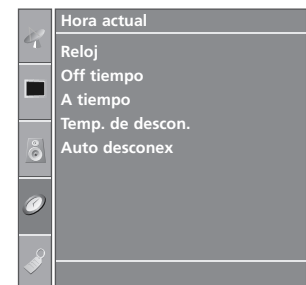 Hora actual
Reloj
Off tiempo
A tiempo
Temp. de descon.
Auto desconex